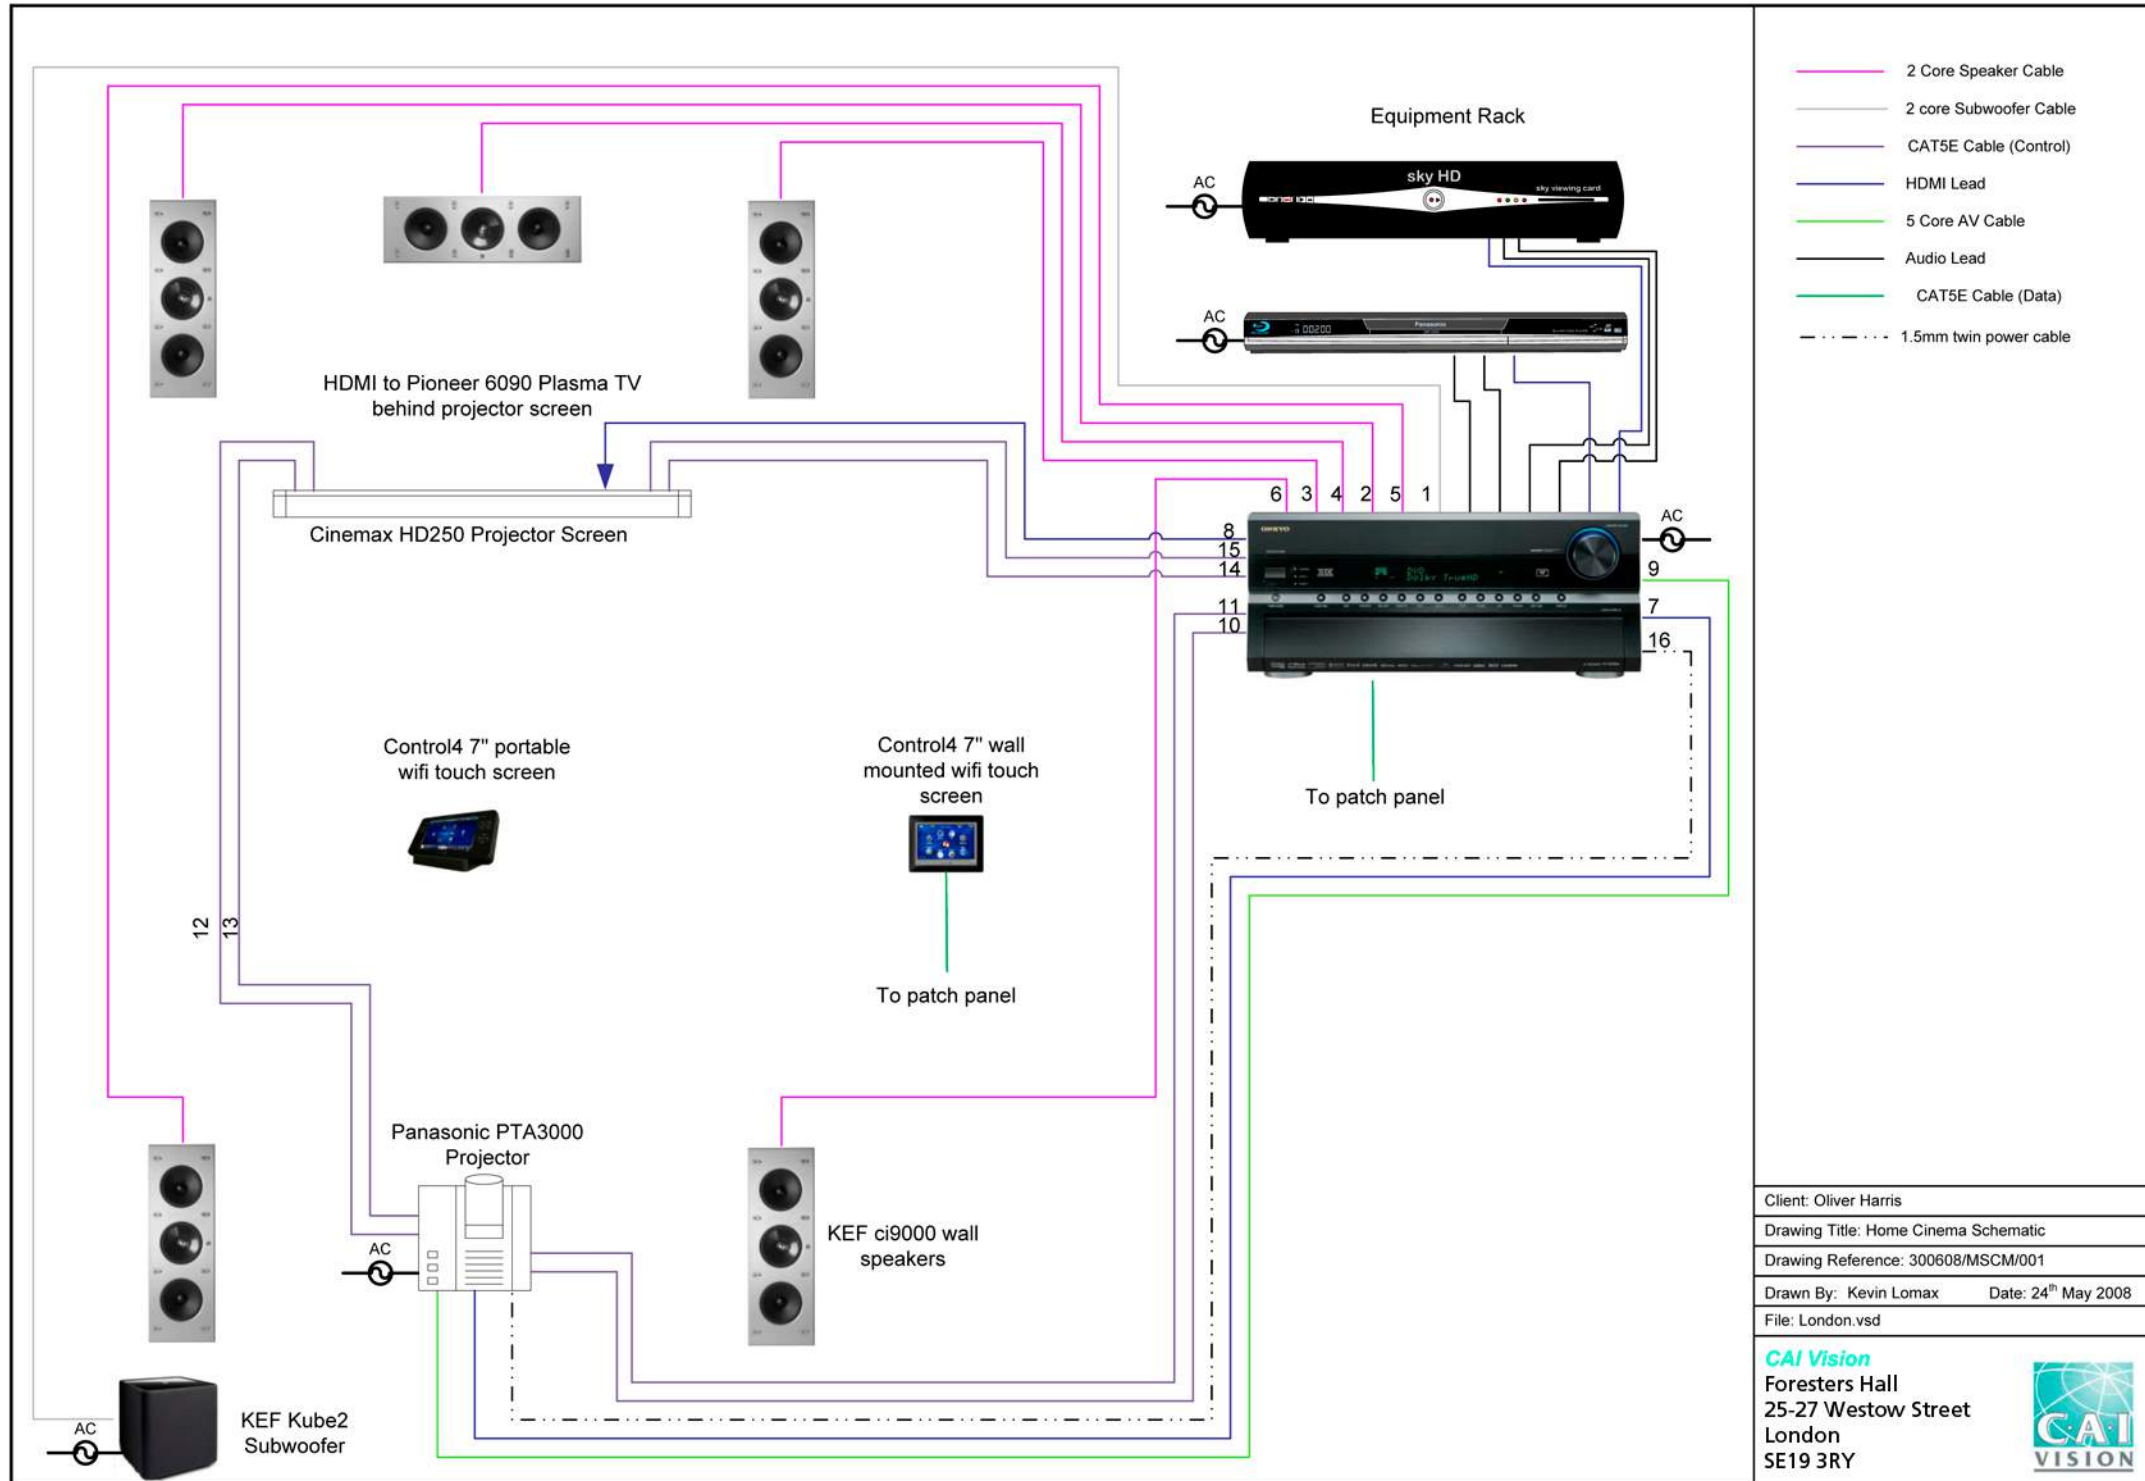 Equipment Rack
AC
sky HD
sky viewing card
AC
00200
Panasonic
HDMI to Pioneer 6090 Plasma TV
behind projector screen
Cinemax HD250 Projector Screen
6 3 4 2 5 1
8
15
14
11
10
ONKYO
DVD
Dolby TrueHD
AC
9
7
16
To patch panel
Control4 7" portable
wifi touch screen
Control4 7" wall
mounted wifi touch
screen
To patch panel
12
13
Panasonic PTA3000
Projector
AC
KEF ci9000 wall
speakers
AC
KEF Kube2
Subwoofer
2 Core Speaker Cable
2 core Subwoofer Cable
CAT5E Cable (Control)
HDMI Lead
5 Core AV Cable
Audio Lead
CAT5E Cable (Data)
1.5mm twin power cable
Client: Oliver Harris
Drawing Title: Home Cinema Schematic
Drawing Reference: 300608/MSCM/001
Drawn By: Kevin Lomax Date: 24th May 2008
File: London.vsd
CAI Vision
Foresters Hall
25-27 Westow Street
London
SE19 3RY
C·A·I
VISION